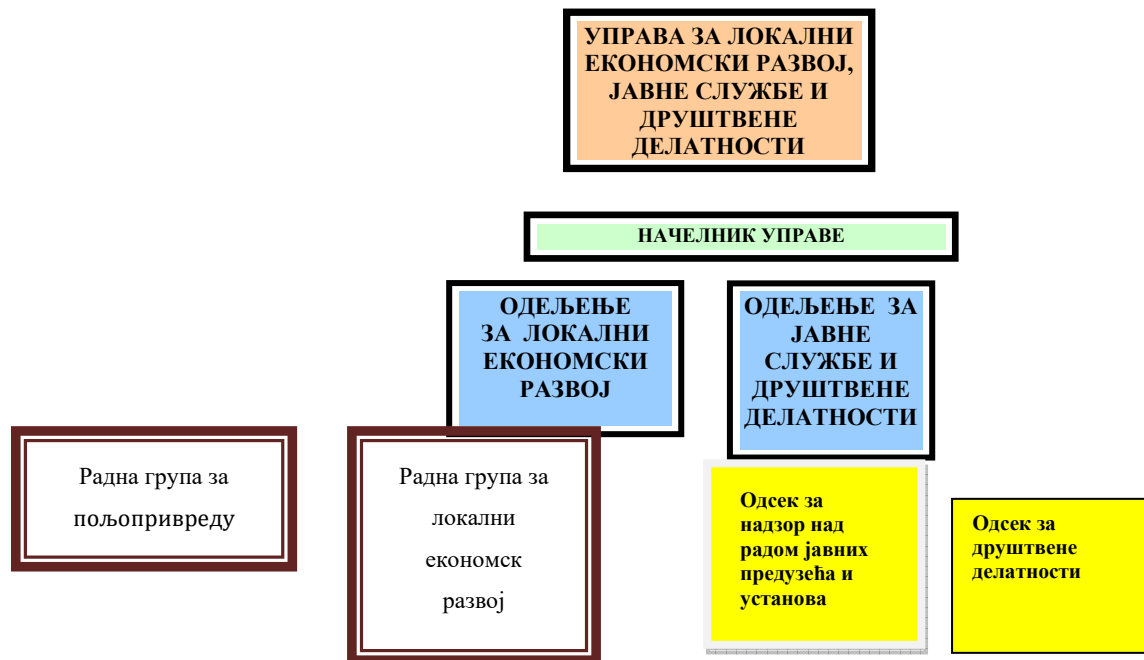 УПРАВА ЗА ЛОКАЛНИ
ЕКОНОМСКИ РАЗВОЈ,
ЈАВНЕ СЛУЖБЕ И
ДРУШТВЕНЕ
ДЕЛАТНОСТИ
НАЧЕЛНИК УПРАВЕ
ОДЕЉЕЊЕ
ЗА ЛОКАЛНИ
ЕКОНОМСКИ
РАЗВОЈ
ОДЕЉЕЊЕ ЗА
ЈАВНЕ
СЛУЖБЕ И
ДРУШТВЕНЕ
ДЕЛАТНОСТИ
Радна група за
пољопривреду
Радна група за
локални
економск
развој
Одсек за
надзор над
радом јавних
предузећа и
установа
Одсек за
друштвене
делатности